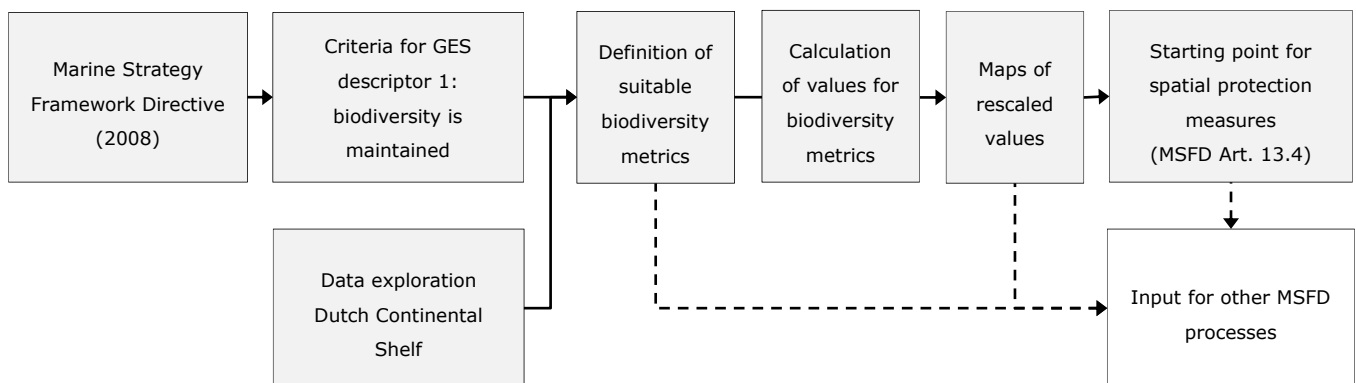 Marine Strategy
Framework Directive
(2008)
Criteria for GES
descriptor 1:
biodiversity is
maintained
Definition of
suitable
biodiversity
metrics
Calculation
of values for
biodiversity
metrics
Maps of
rescaled
values
Starting point for
spatial protection
measures
(MSFD Art. 13.4)
Data exploration
Dutch Continental
Shelf
Input for other MSFD
processes